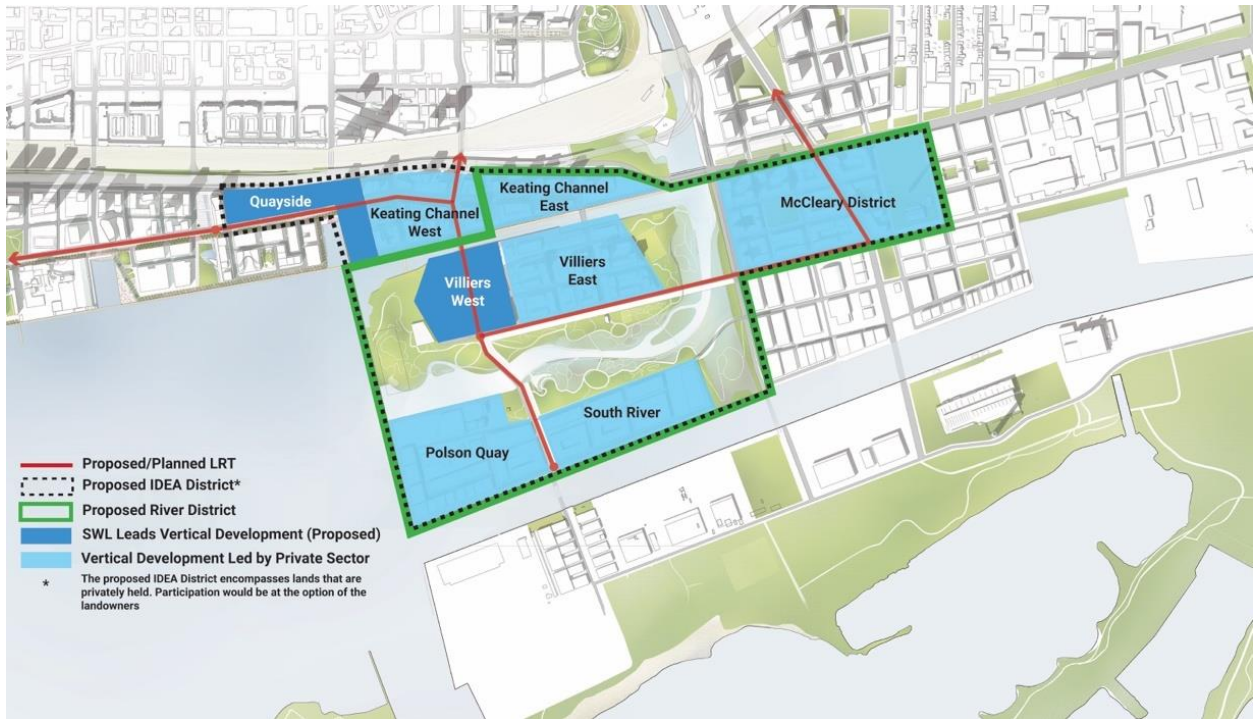 Quayside
Keating Channel
West
Keating Channel
East
McCleary District
Villiers
West
Villiers
East
South River
Polson Quay
Proposed/Planned LRT
Proposed IDEA District*
Proposed River District
SWL Leads Vertical Development (Proposed)
Vertical Development Led by Private Sector
* The proposed IDEA District encompasses lands that are
privately held. Participation would be at the option of the
landowners